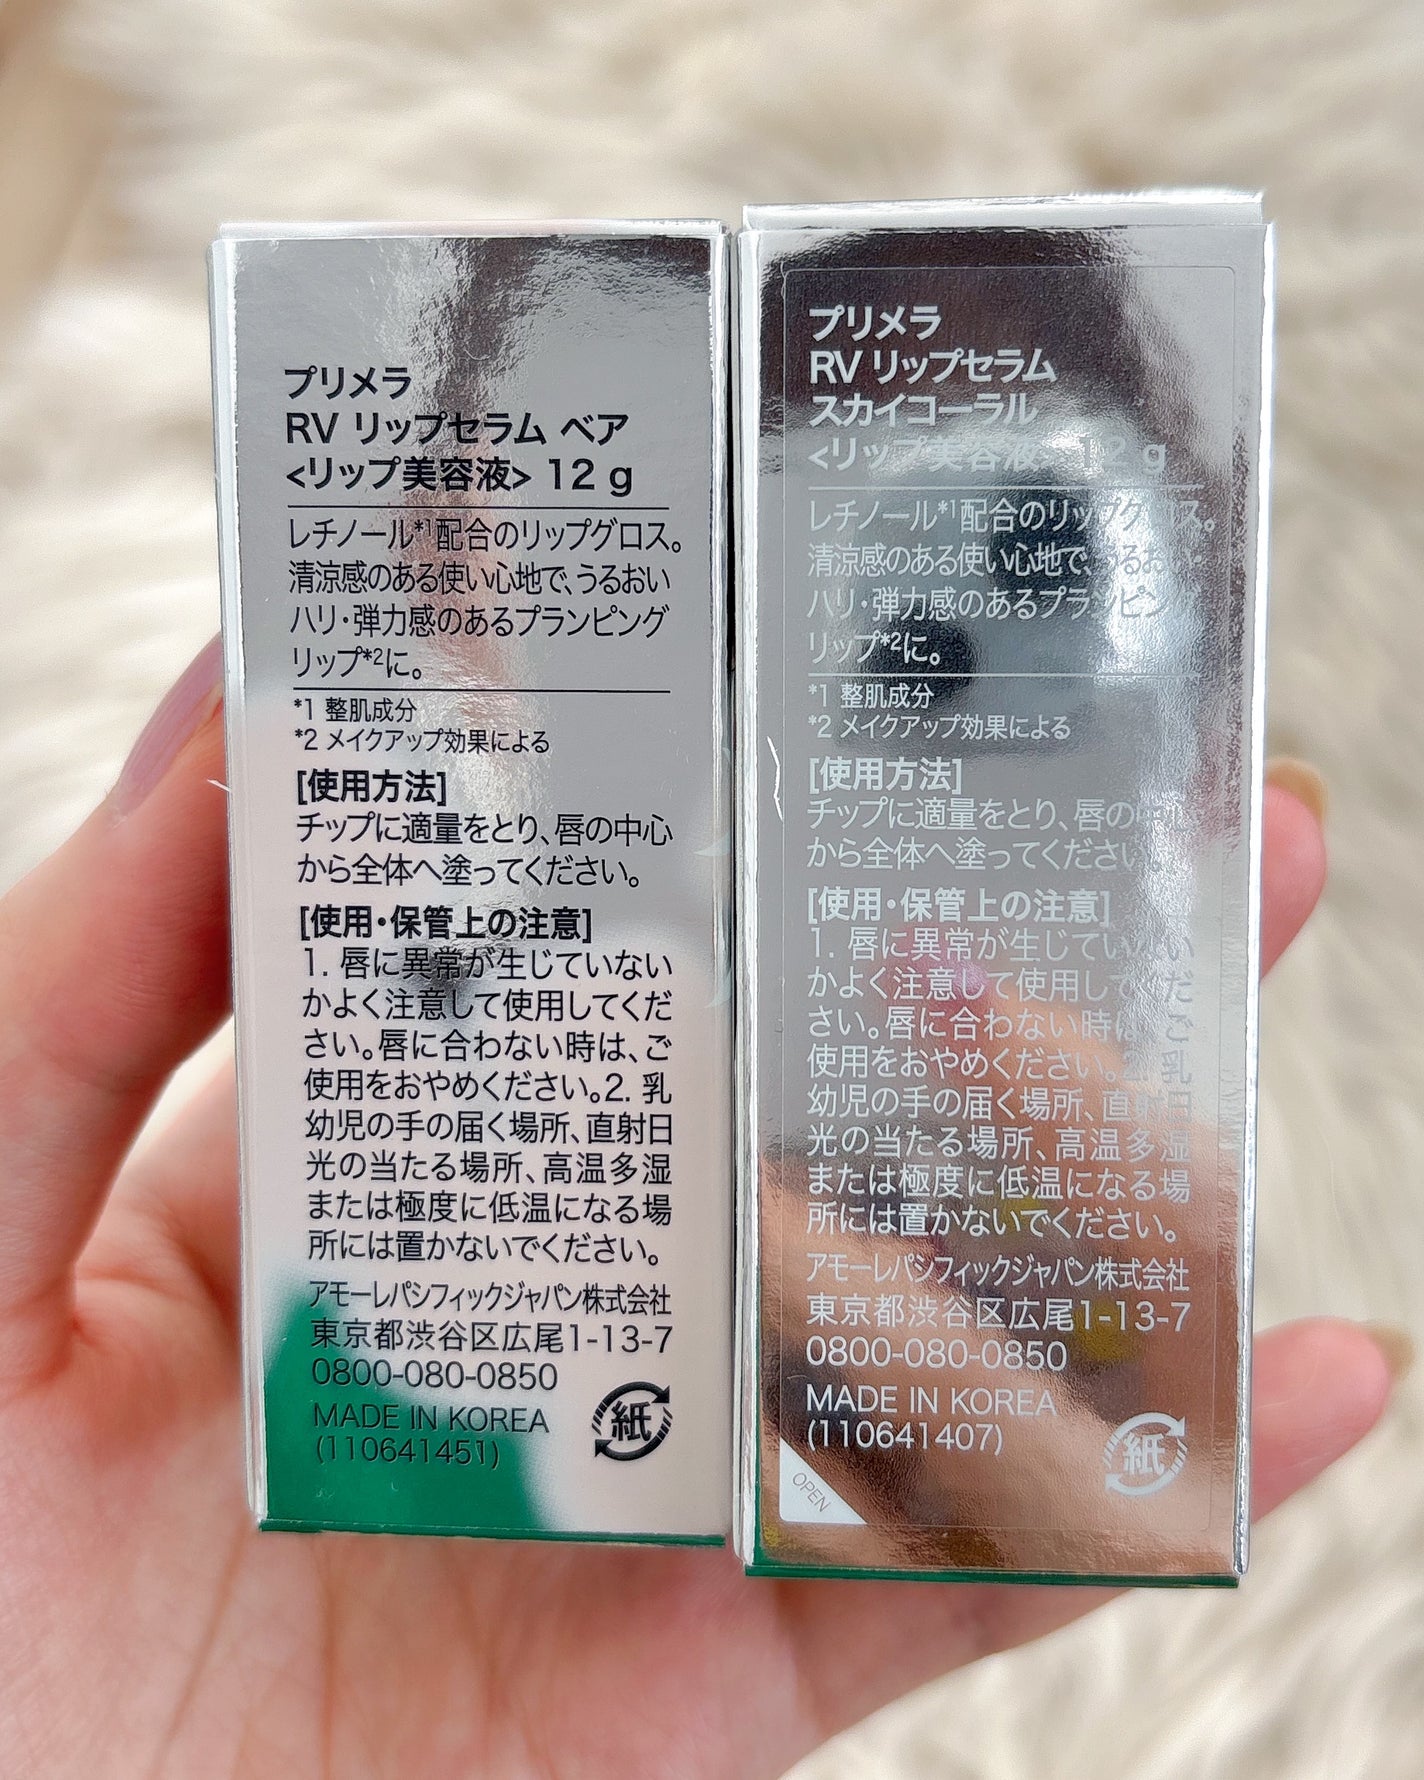 プリメラ
RV リップセラム ベア
<リップ美容液> 12 g
レチノール*1配合のリップグロス。
清涼感のある使い心地で、うるおい
ハリ・弾力感のあるプランピング
リップ*2に。
*1 整肌成分
*2 メイクアップ効果による
[使用方法]
チップに適量をとり、唇の中心
から全体へ塗ってください。
[使用・保管上の注意]
1. 唇に異常が生じていない
かよく注意して使用してくだ
さい。唇に合わない時は、ご
使用をおやめください。2. 乳
幼児の手の届く場所、直射日
光の当たる場所、高温多湿
または極度に低温になる場
所には置かないでください。
アモーレパシフィックジャパン株式会社
東京都渋谷区広尾1-13-7
0800-080-0850
MADE IN KOREA
(110641451)
紙
プリメラ
RV リップセラム
スカイコーラル
<リップ美容液> 12 g
レチノール*1配合のリップグロス。
清涼感のある使い心地で、うるおい
ハリ・弾力感のあるプランピン
リップ*2に。
*1 整肌成分
*2 メイクアップ効果による
[使用方法]
チップに適量をとり、唇の中心
から全体へ塗ってください。
[使用・保管上の注意]
1. 唇に異常が生じていない
かよく注意して使用してくだ
さい。唇に合わない時は、ご
使用をおやめください。2. 乳
幼児の手の届く場所、直射日
光の当たる場所、高温多湿
または極度に低温になる場
所には置かないでください。
アモーレパシフィックジャパン株式会社
東京都渋谷区広尾1-13-7
0800-080-0850
MADE IN KOREA
(110641407)
紙
OPEN